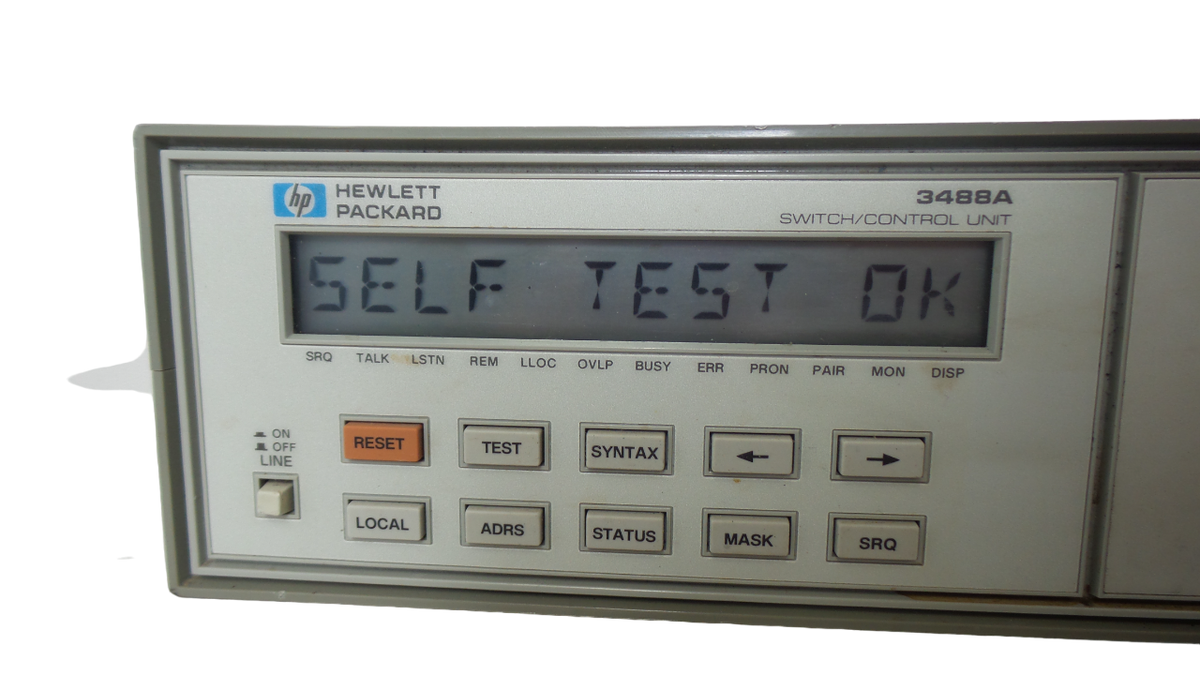 hp HEWLETT
PACKARD
3488A
SWITCH/CONTROL UNIT
SELF TEST OK
SRQ TALK LSTN REM LLOC OVLP BUSY ERR PRON PAIR MON DISP
ON
OFF
LINE
RESET TEST SYNTAX ← →
LOCAL ADRS STATUS MASK SRQ